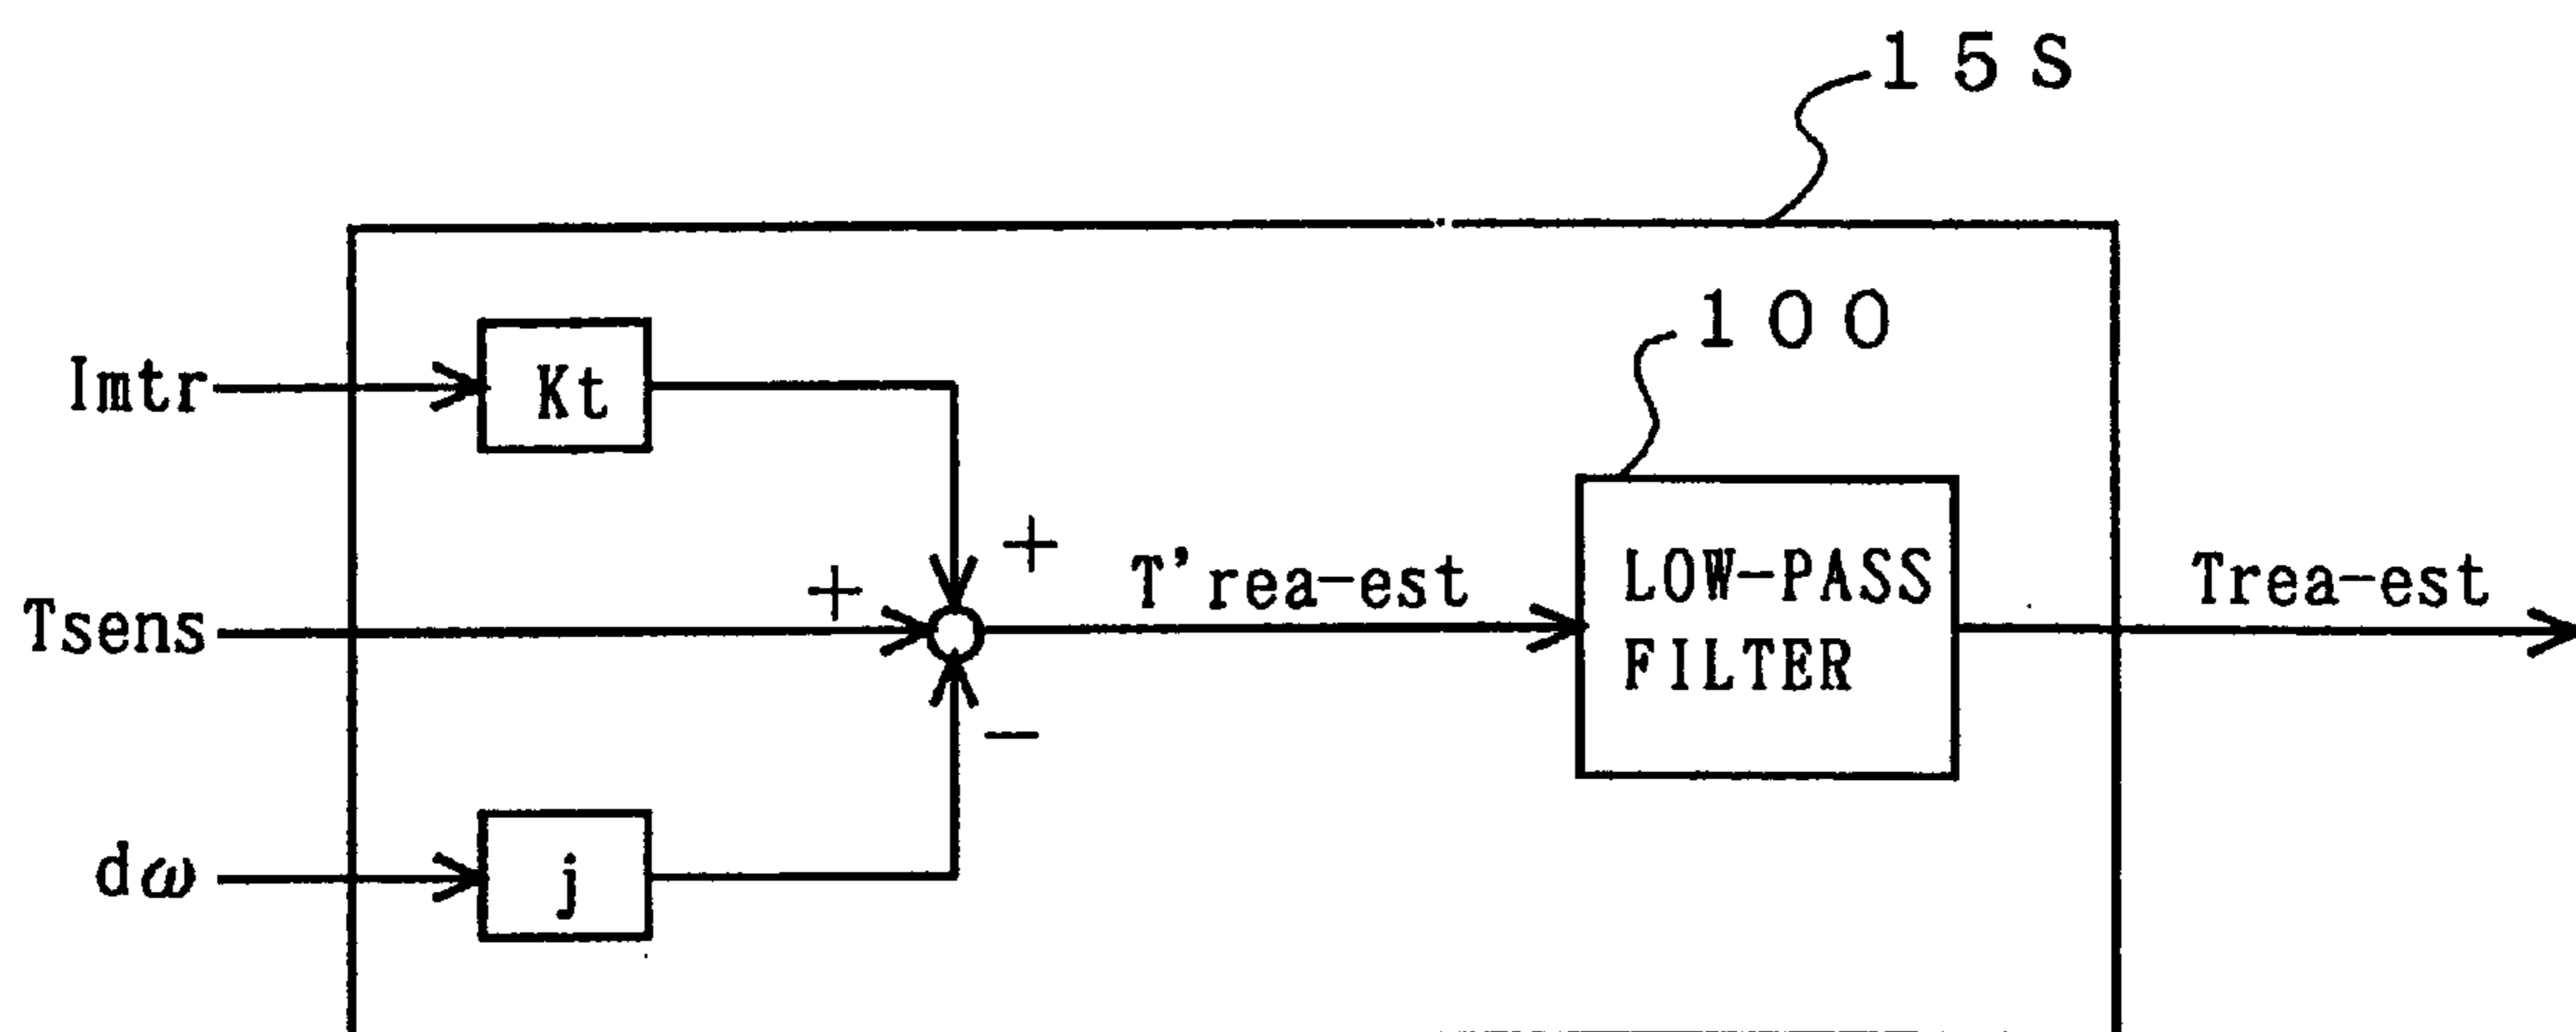 15S
100
Imtr
Kt
+
+
T'rea-est
LOW-PASS
FILTER
Trea-est
Tsens
-
dω
j